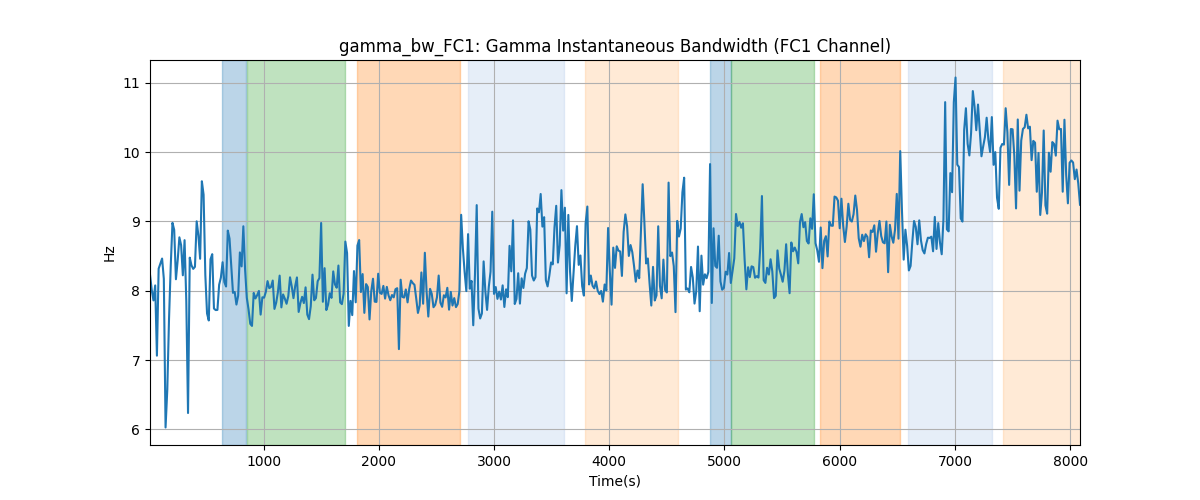 gamma_bw_FC1: Gamma Instantaneous Bandwidth (FC1 Channel)
11
10
9
8
7
6
Hz
1000 2000 3000 4000 5000 6000 7000 8000
Time(s)